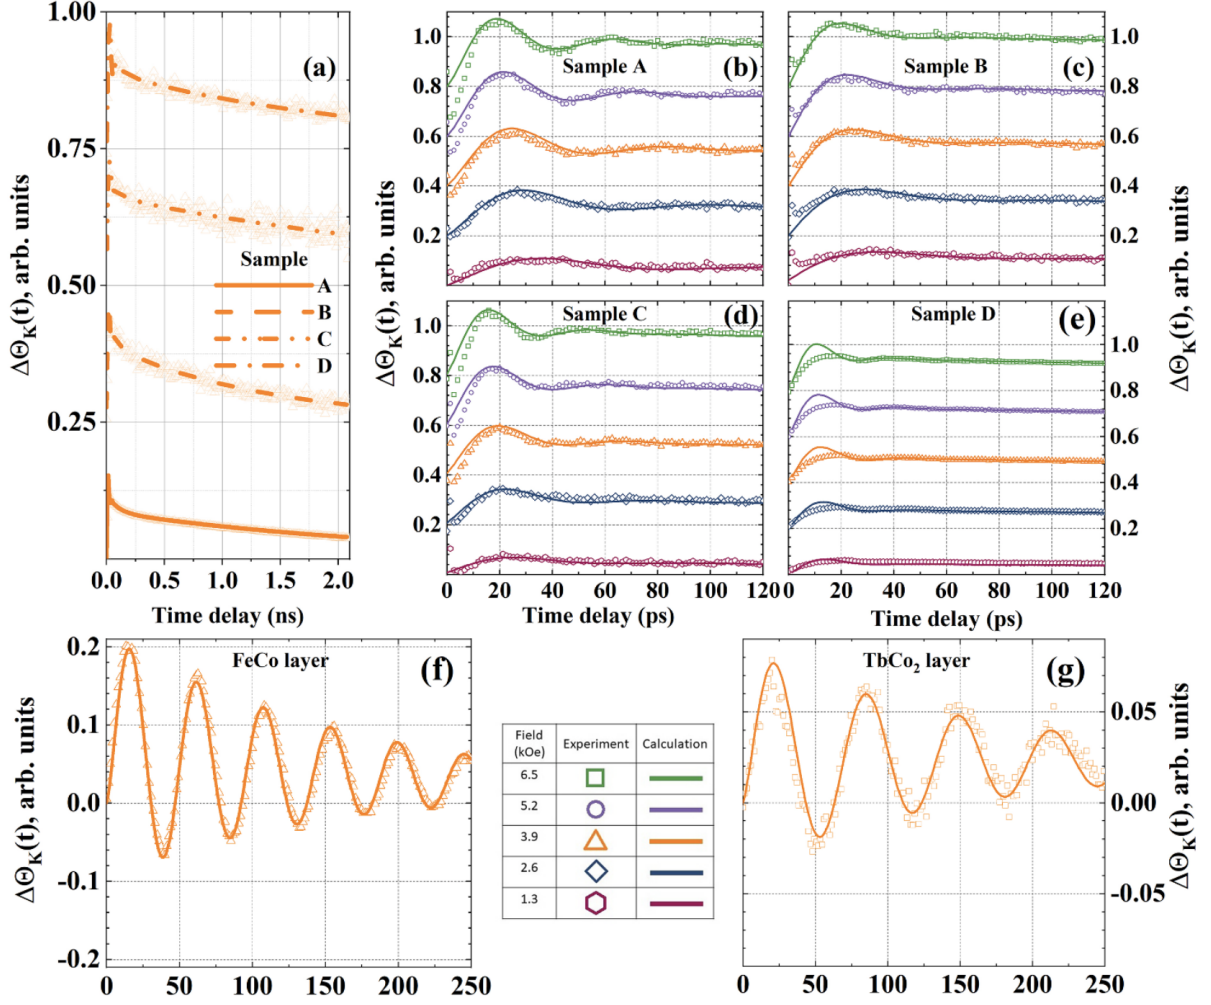 1.00
0.75
0.50
0.25
0.0 0.5 1.0 1.5 2.0
ΔΘK(t), arb. units
Time delay (ns)
(a)
Sample
A
B
C
D
ΔΘK(t), arb. units
1.0
0.8
0.6
0.4
0.2
Sample A
(b)
Sample B
(c)
1.0
0.8
0.6
0.4
0.2
ΔΘK(t), arb. units
1.0
0.8
0.6
0.4
0.2
Sample C
(d)
0 20 40 60 80 100 120
Time delay (ps)
Sample D
(e)
1.0
0.8
0.6
0.4
0.2
0 20 40 60 80 100 120
Time delay (ps)
ΔΘK(t), arb. units
0.2
0.1
0.0
-0.1
-0.2
FeCo layer
(f)
0 50 100 150 200 250
Field
(kOe)
Experiment
Calculation
6.5
5.2
3.9
2.6
1.3
TbCo2 layer
(g)
0.05
0.00
-0.05
ΔΘK(t), arb. units
0 50 100 150 200 250